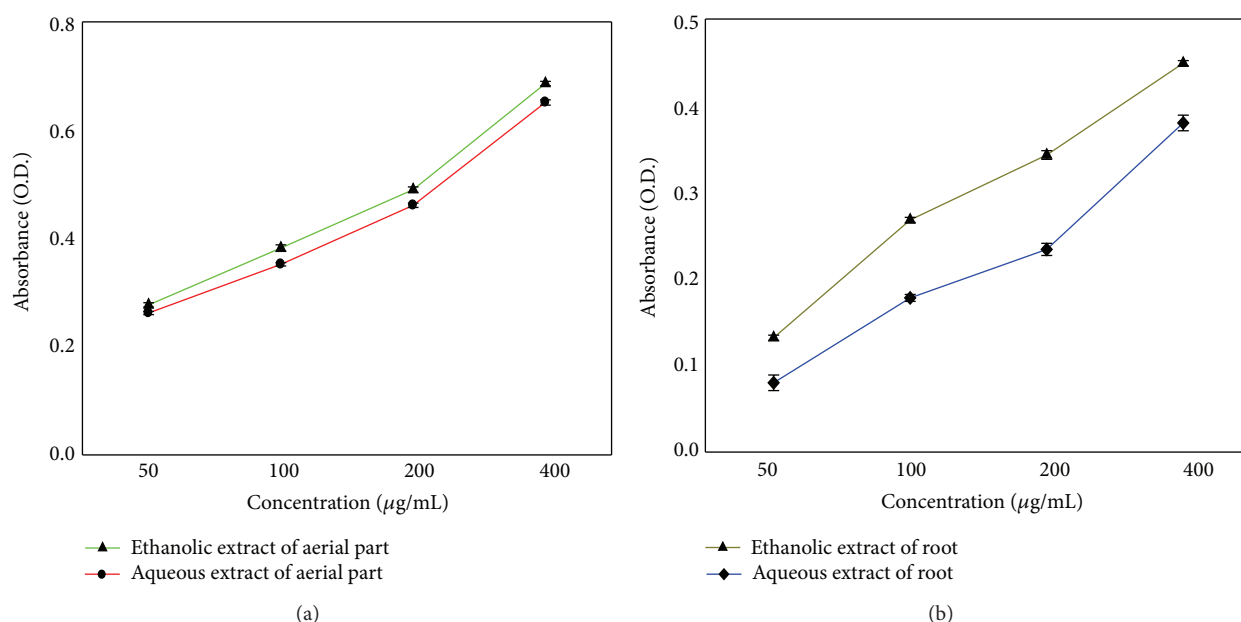 0.8
0.6
0.4
0.2
0.0
Absorbance (O.D.)
50 100 200 400
Concentration (µg/mL)
Ethanolic extract of aerial part
Aqueous extract of aerial part
(a)
0.5
0.4
0.3
0.2
0.1
0.0
Absorbance (O.D.)
50 100 200 400
Concentration (µg/mL)
Ethanolic extract of root
Aqueous extract of root
(b)